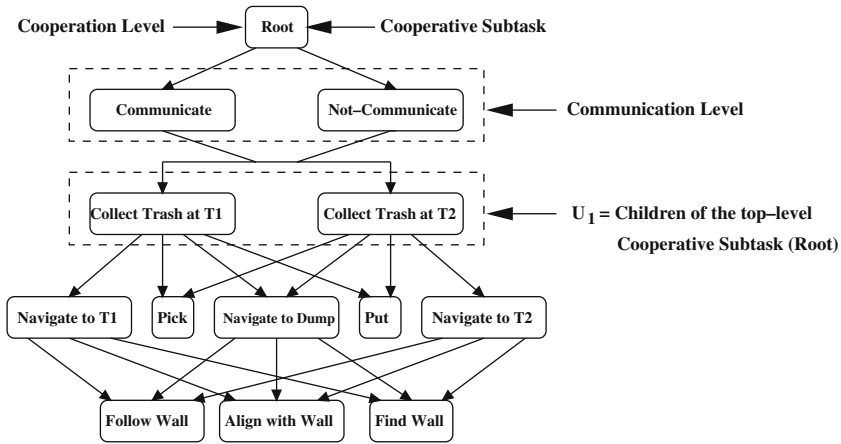 Cooperation Level
Root
Cooperative Subtask
Communicate
Not–Communicate
Communication Level
Collect Trash at T1
Collect Trash at T2
U1 = Children of the top–level
Cooperative Subtask (Root)
Navigate to T1
Pick
Navigate to Dump
Put
Navigate to T2
Follow Wall
Align with Wall
Find Wall